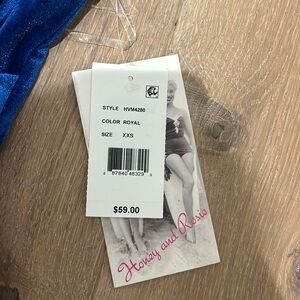 STYLE HVM4280
COLOR ROYAL
SIZE XXS
$59.00
Honey and Rosie